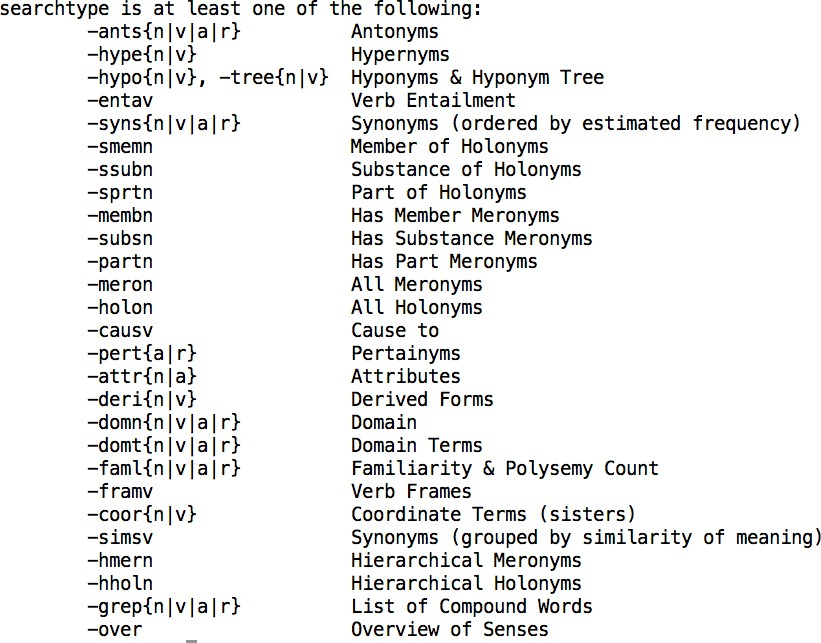 searchtype is at least one of the following:
-ants{n|v|a|r} Antonyms
-hype{n|v} Hypernyms
-hypo{n|v}, -tree{n|v} Hyponyms & Hyponym Tree
-entav Verb Entailment
-syns{n|v|a|r} Synonyms (ordered by estimated frequency)
-smemn Member of Holonyms
-ssubn Substance of Holonyms
-sprtn Part of Holonyms
-membn Has Member Meronyms
-subsn Has Substance Meronyms
-partn Has Part Meronyms
-meron All Meronyms
-holon All Holonyms
-causv Cause to
-pert{a|r} Pertainyms
-attr{n|a} Attributes
-deri{n|v} Derived Forms
-domn{n|v|a|r} Domain
-domt{n|v|a|r} Domain Terms
-faml{n|v|a|r} Familiarity & Polysemy Count
-framv Verb Frames
-coor{n|v} Coordinate Terms (sisters)
-simsv Synonyms (grouped by similarity of meaning)
-hmern Hierarchical Meronyms
-hholn Hierarchical Holonyms
-grep{n|v|a|r} List of Compound Words
-over Overview of Senses